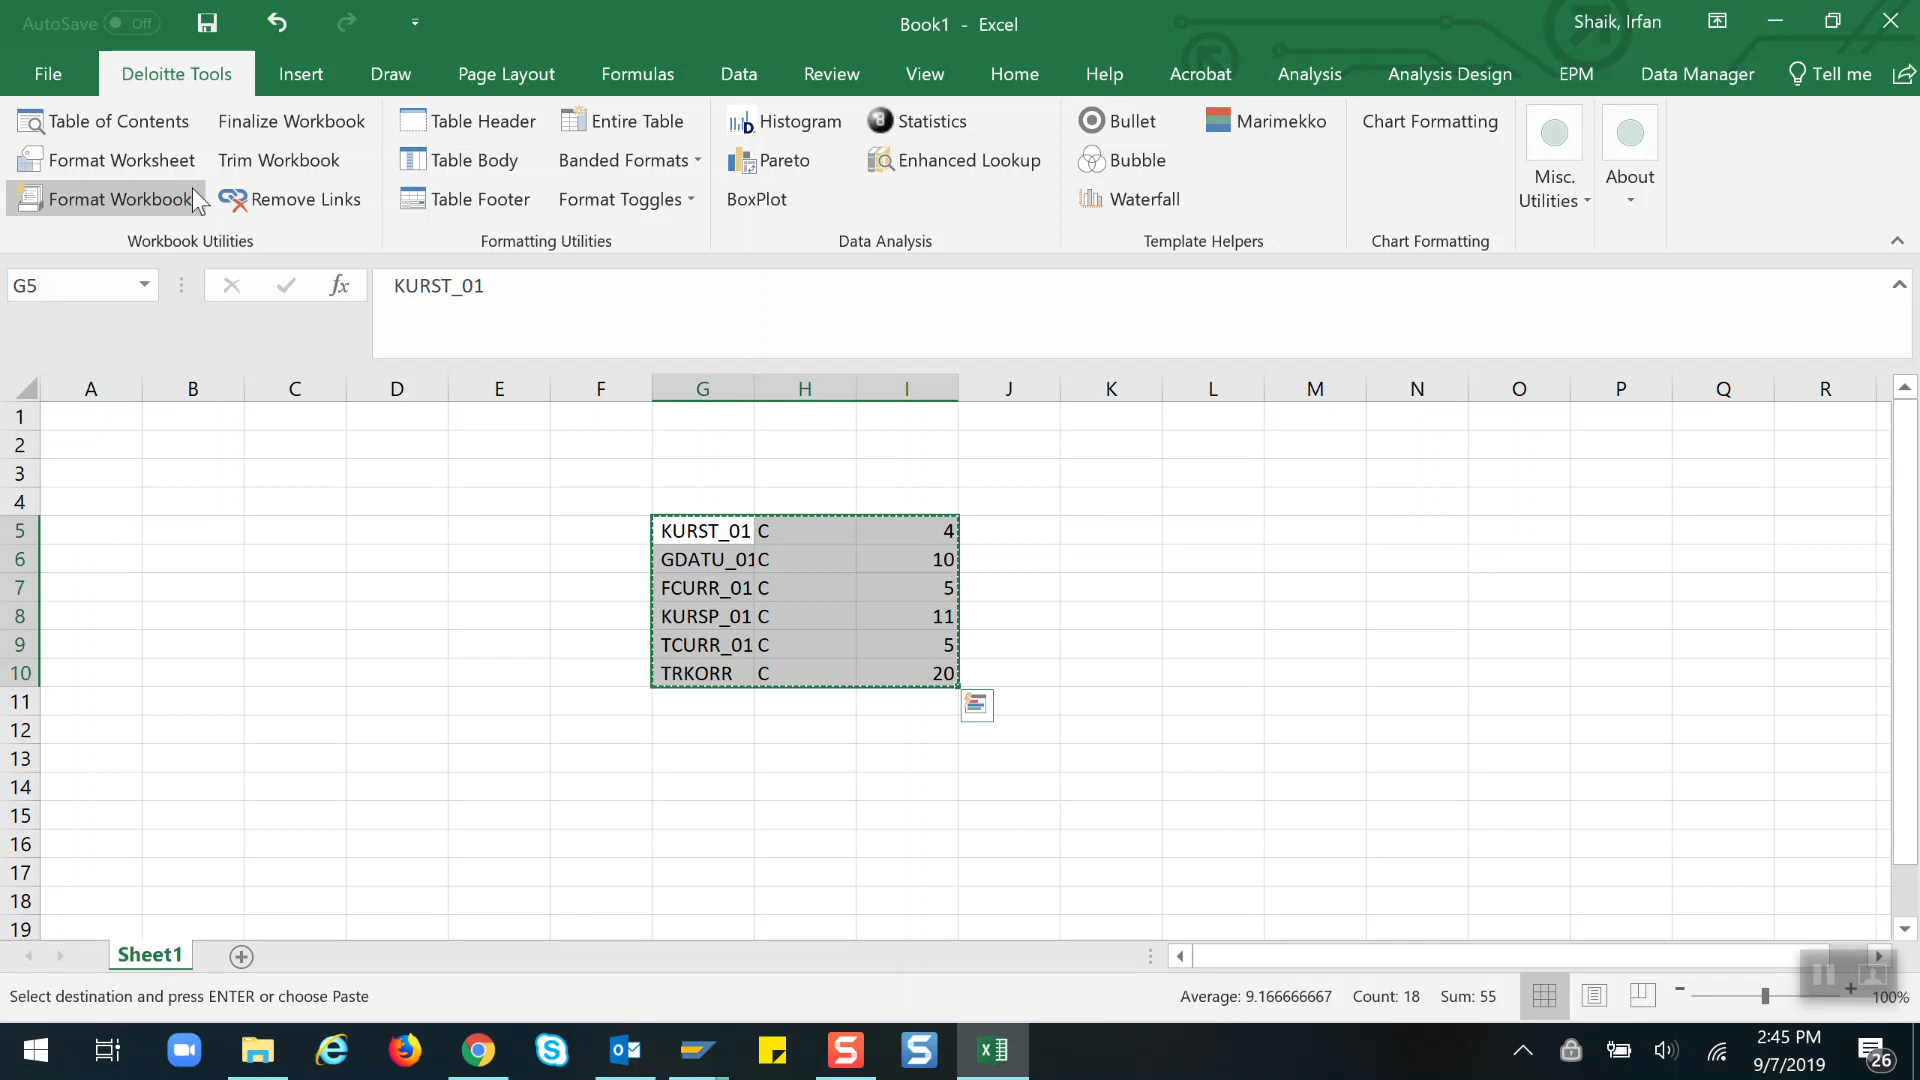 AutoSave Off
Book1 - Excel
Shaik, Irfan
File Deloitte Tools Insert Draw Page Layout Formulas Data Review View Home Help Acrobat Analysis Analysis Design EPM Data Manager Tell me
Table of Contents Finalize Workbook Table Header Entire Table Histogram Statistics Bullet Marimekko Chart Formatting
Format Worksheet Trim Workbook Table Body Banded Formats Pareto Enhanced Lookup Bubble
Format Workbook Remove Links Table Footer Format Toggles BoxPlot Waterfall
Misc. Utilities
About
Workbook Utilities Formatting Utilities Data Analysis Template Helpers Chart Formatting
G5 fx KURST_01
A B C D E F G H I J K L M N O P Q R
1
2
3
4
5 KURST_01 C 4
6 GDATU_01 C 10
7 FCURR_01 C 5
8 KURSP_01 C 11
9 TCURR_01 C 5
10 TRKORR C 20
11
12
13
14
15
16
17
18
19
Sheet1
Select destination and press ENTER or choose Paste Average: 9.166666667 Count: 18 Sum: 55 100%
2:45 PM
9/7/2019
26